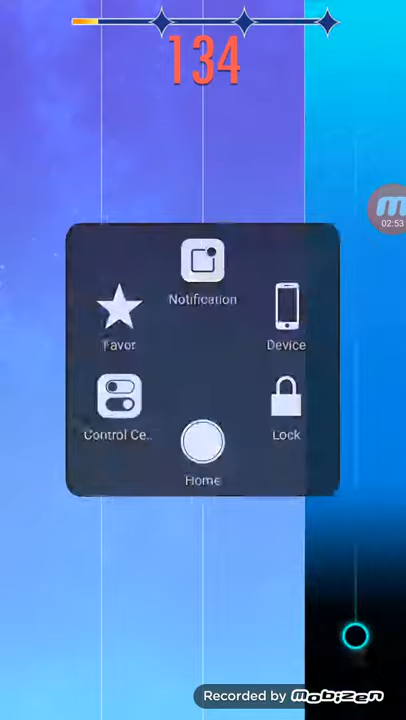 134
02:53
Notification
Favor
Device
Control Ce..
Lock
Home
Recorded by mobizen